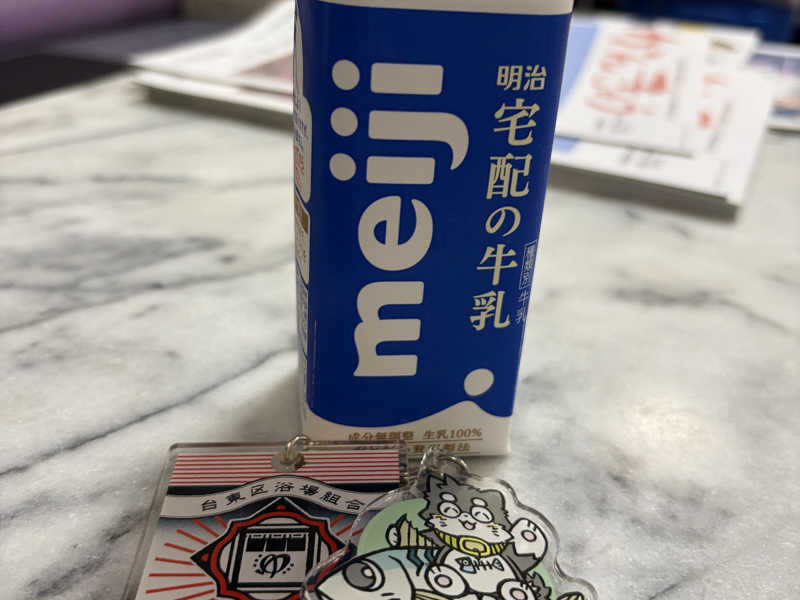 meiji
明治
宅配の牛乳
種類別 牛乳
成分無調整 生乳100%
台東区浴場組合
ゆ